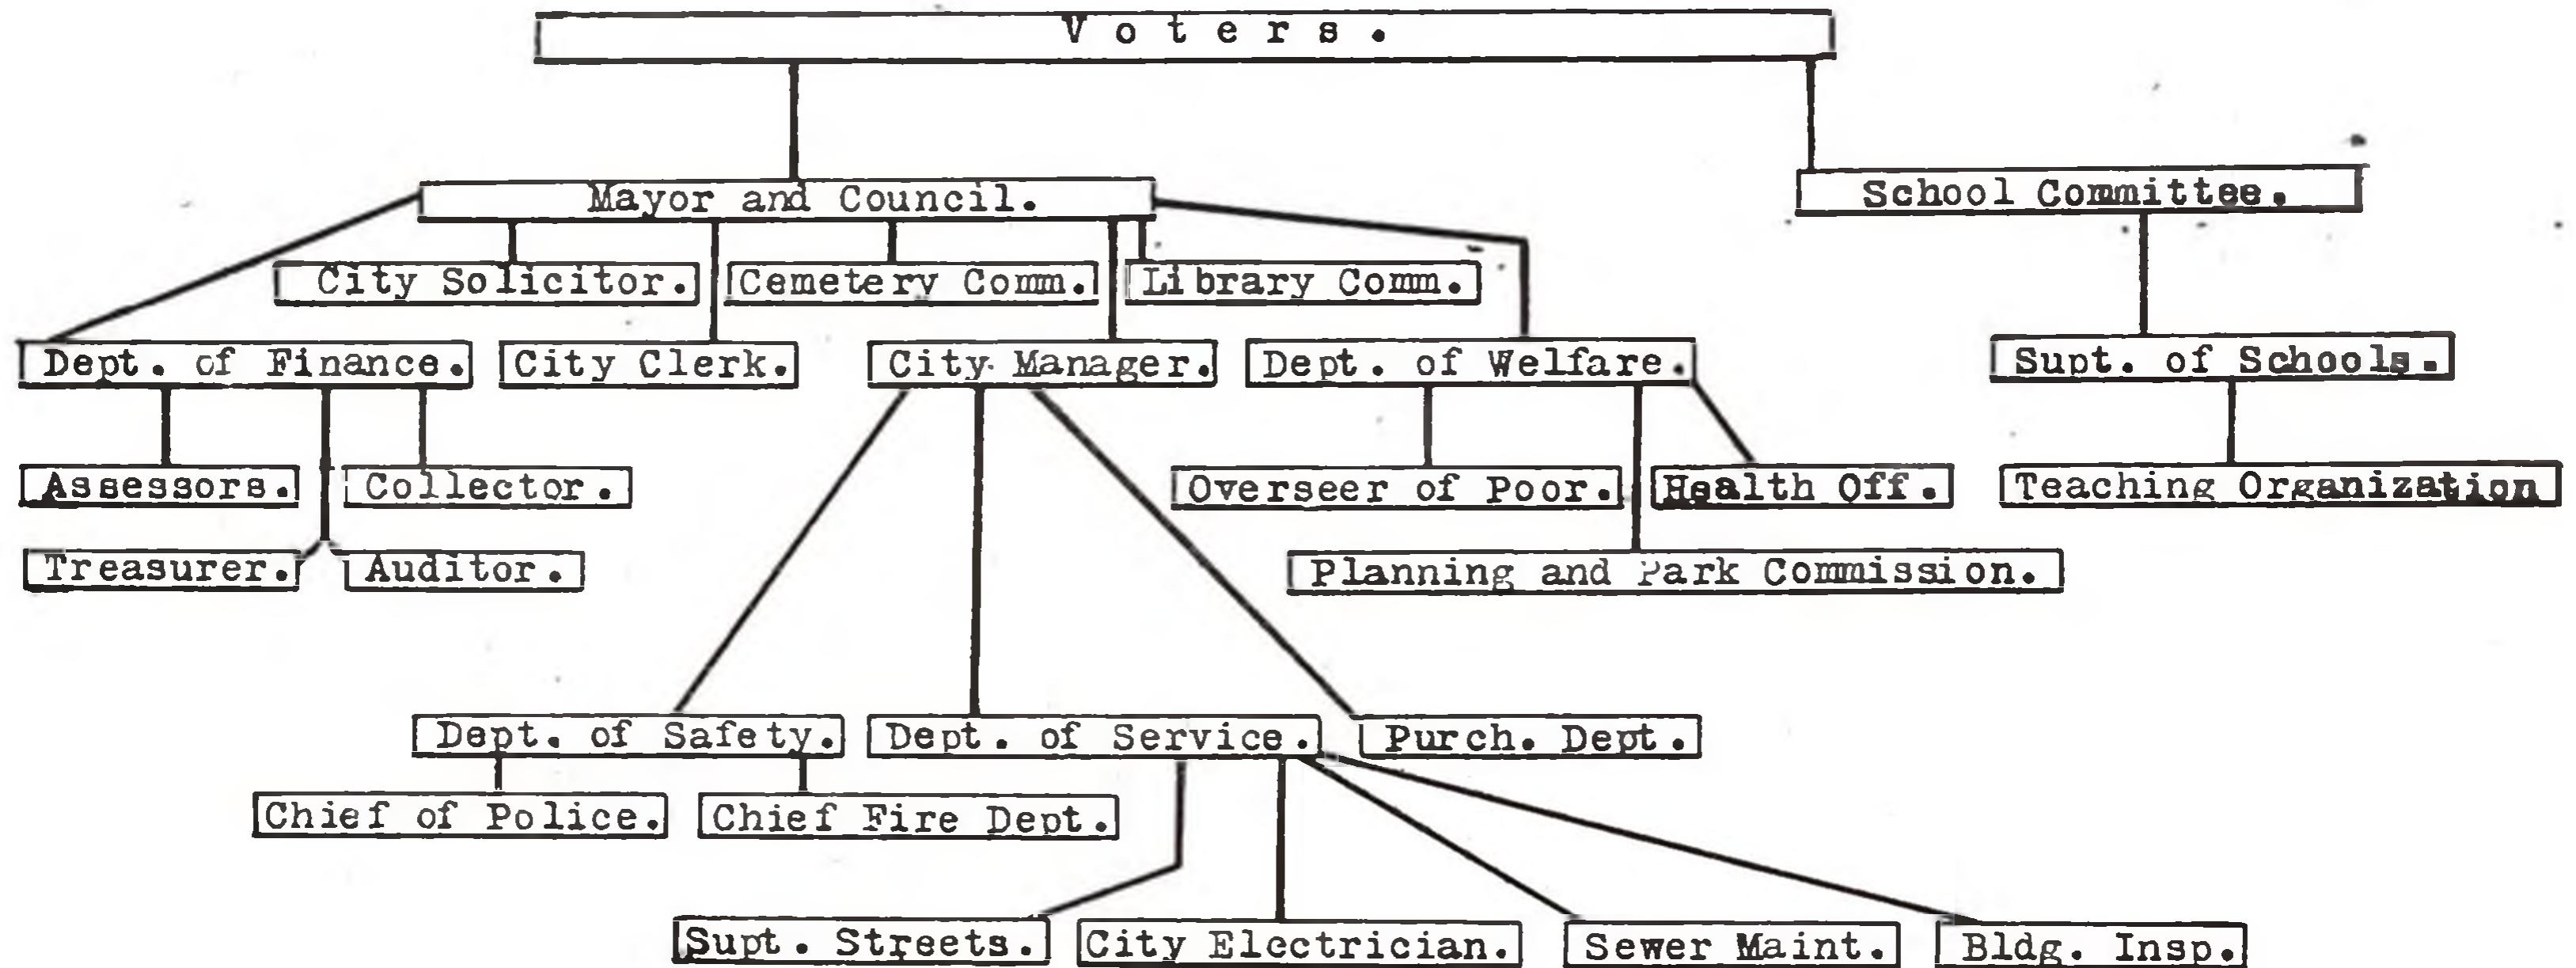 Voters.
Mayor and Council.
School Committee.
City Solicitor.
Cemetery Comm.
Library Comm.
Dept. of Finance.
City Clerk.
City Manager.
Dept. of Welfare.
Supt. of Schools.
Assessors.
Collector.
Overseer of Poor.
Health Off.
Teaching Organization
Treasurer.
Auditor.
Planning and Park Commission.
Dept. of Safety.
Dept. of Service.
Purch. Dept.
Chief of Police.
Chief Fire Dept.
Supt. Streets.
City Electrician.
Sewer Maint.
Bldg. Insp.